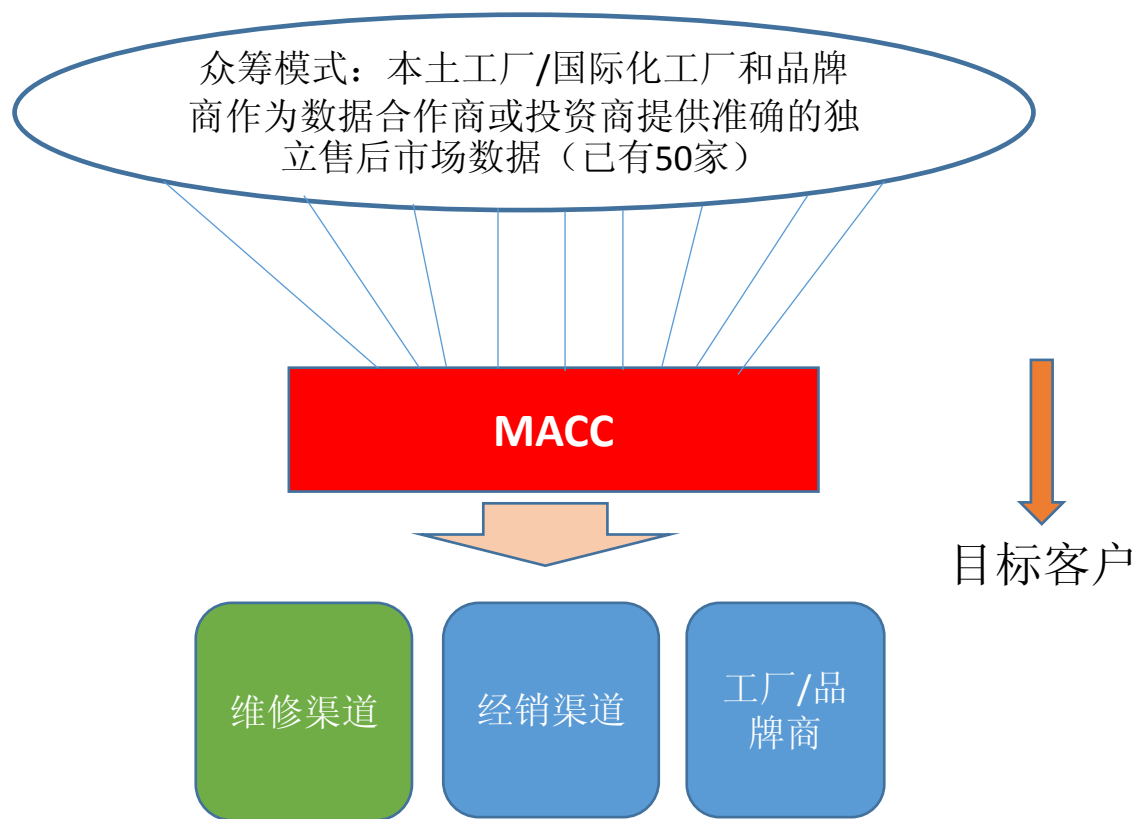 众筹模式：本土工厂/国际化工厂和品牌
商作为数据合作商或投资商提供准确的独
立售后市场数据（已有50家）
MACC
目标客户
维修渠道
经销渠道
工厂/品
牌商